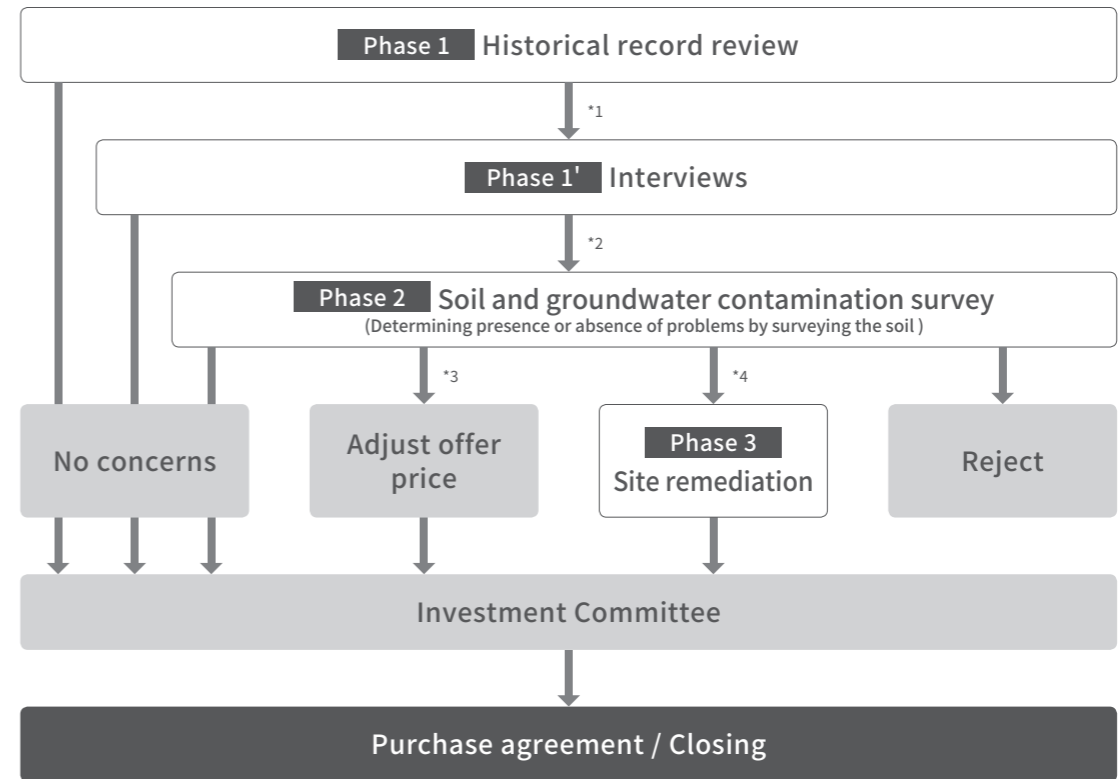 Phase 1 Historical record review
*1
Phase 1' Interviews
*2
Phase 2 Soil and groundwater contamination survey
(Determining presence or absence of problems by surveying the soil )
*3
*4
No concerns
Adjust offer
price
Phase 3
Site remediation
Reject
Investment Committee
Purchase agreement / Closing